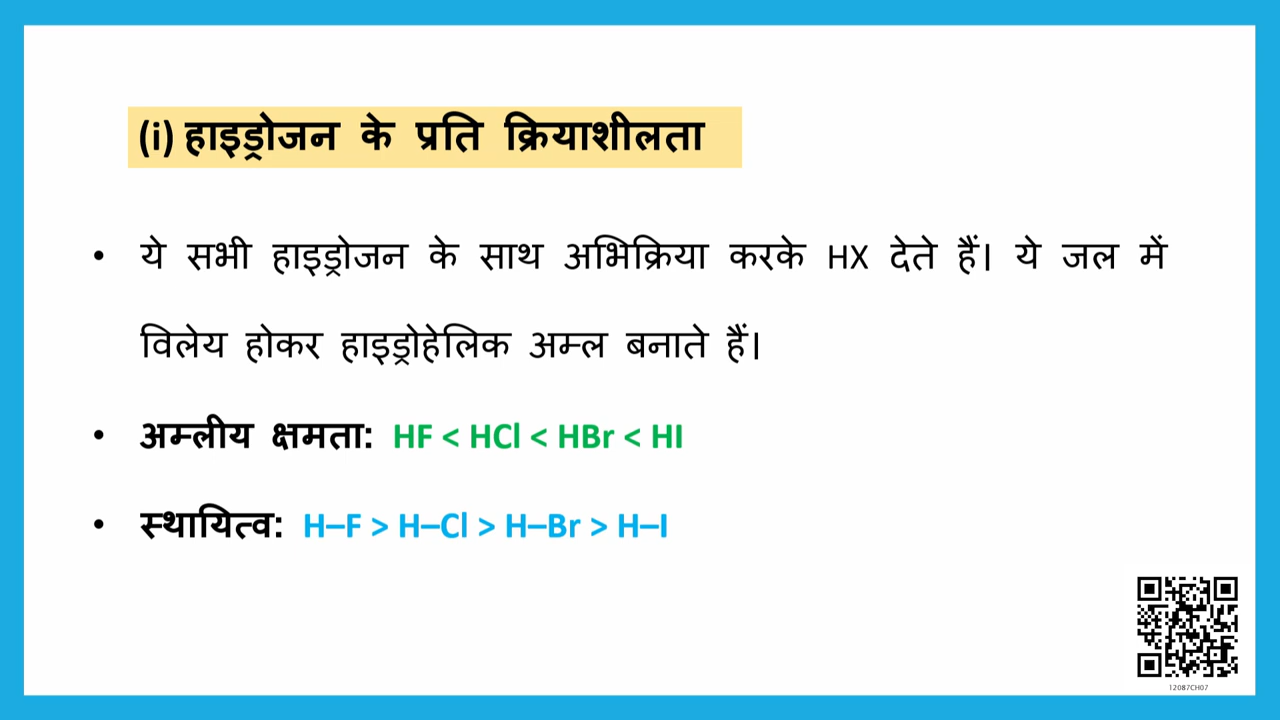 (i) हाइड्रोजन के प्रति क्रियाशीलता
• ये सभी हाइड्रोजन के साथ अभिक्रिया करके HX देते हैं। ये जल में
विलेय होकर हाइड्रोहेलिक अम्ल बनाते हैं।
• अम्लीय क्षमता: HF < HCl < HBr < HI
• स्थायित्व: H–F > H–Cl > H–Br > H–I
12087CH07